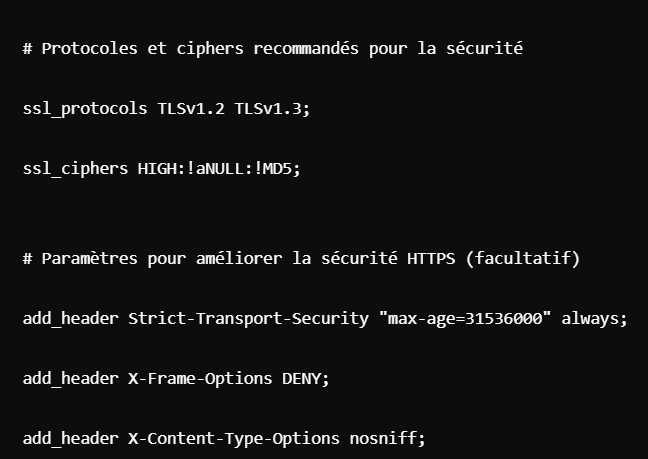 # Protocoles et ciphers recommandés pour la sécurité
ssl_protocols TLSv1.2 TLSv1.3;
ssl_ciphers HIGH:!aNULL:!MD5;
# Paramètres pour améliorer la sécurité HTTPS (facultatif)
add_header Strict-Transport-Security "max-age=31536000" always;
add_header X-Frame-Options DENY;
add_header X-Content-Type-Options nosniff;